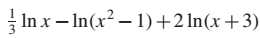 1/3 ln x − ln(x² − 1) + 2 ln(x + 3)